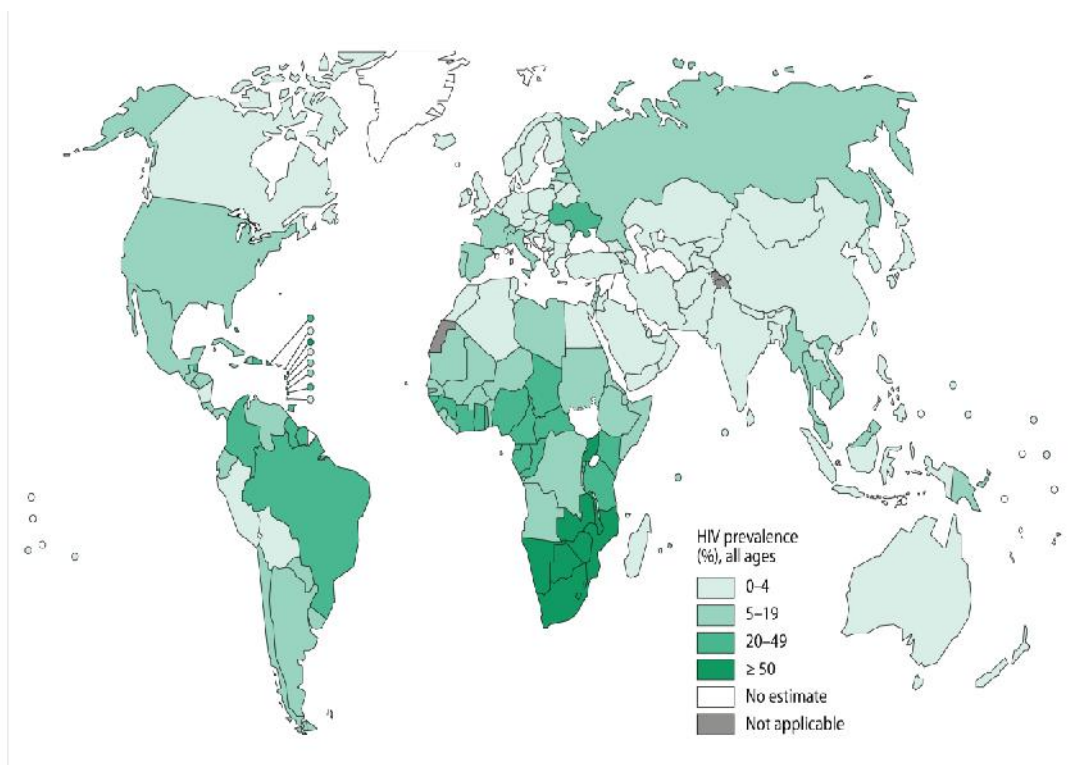 HIV prevalence
(%), all ages
0–4
5–19
20–49
≥ 50
No estimate
Not applicable